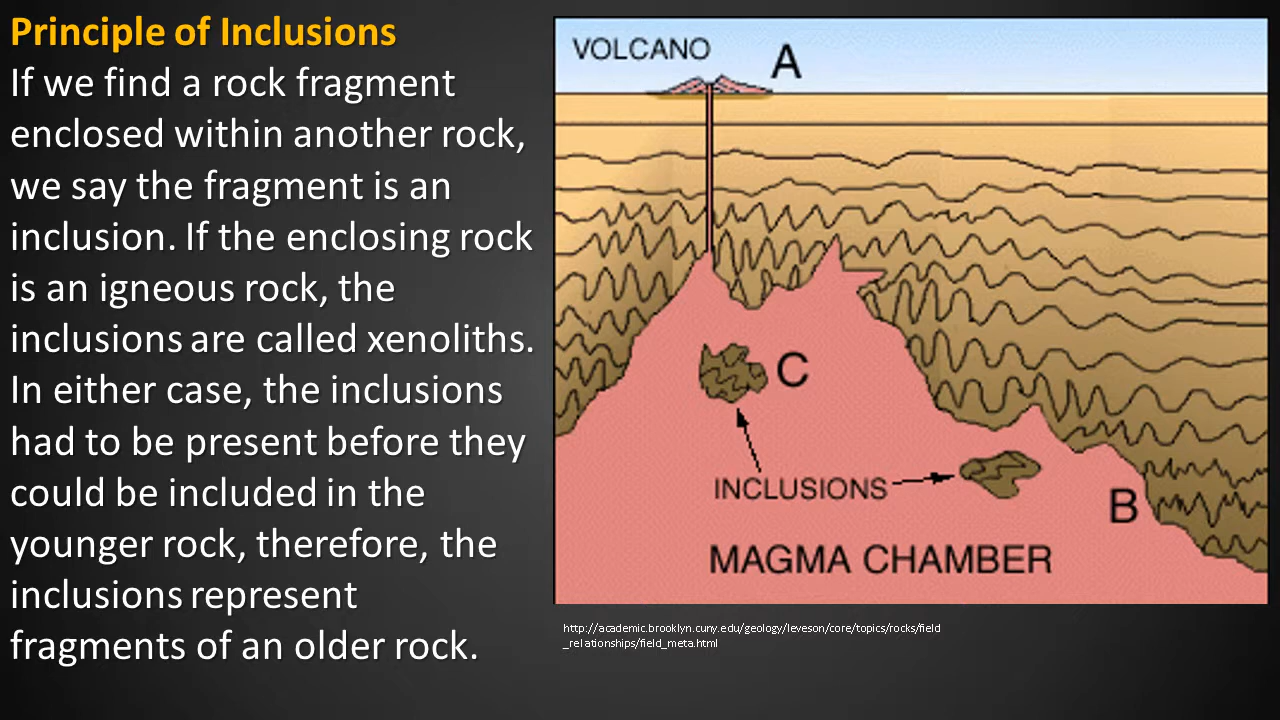 Principle of Inclusions
If we find a rock fragment
enclosed within another rock,
we say the fragment is an
inclusion. If the enclosing rock
is an igneous rock, the
inclusions are called xenoliths.
In either case, the inclusions
had to be present before they
could be included in the
younger rock, therefore, the
inclusions represent
fragments of an older rock.
VOLCANO
A
C
INCLUSIONS
B
MAGMA CHAMBER
http://academic.brooklyn.cuny.edu/geology/leveson/core/topics/rocks/field
_relationships/field_meta.html